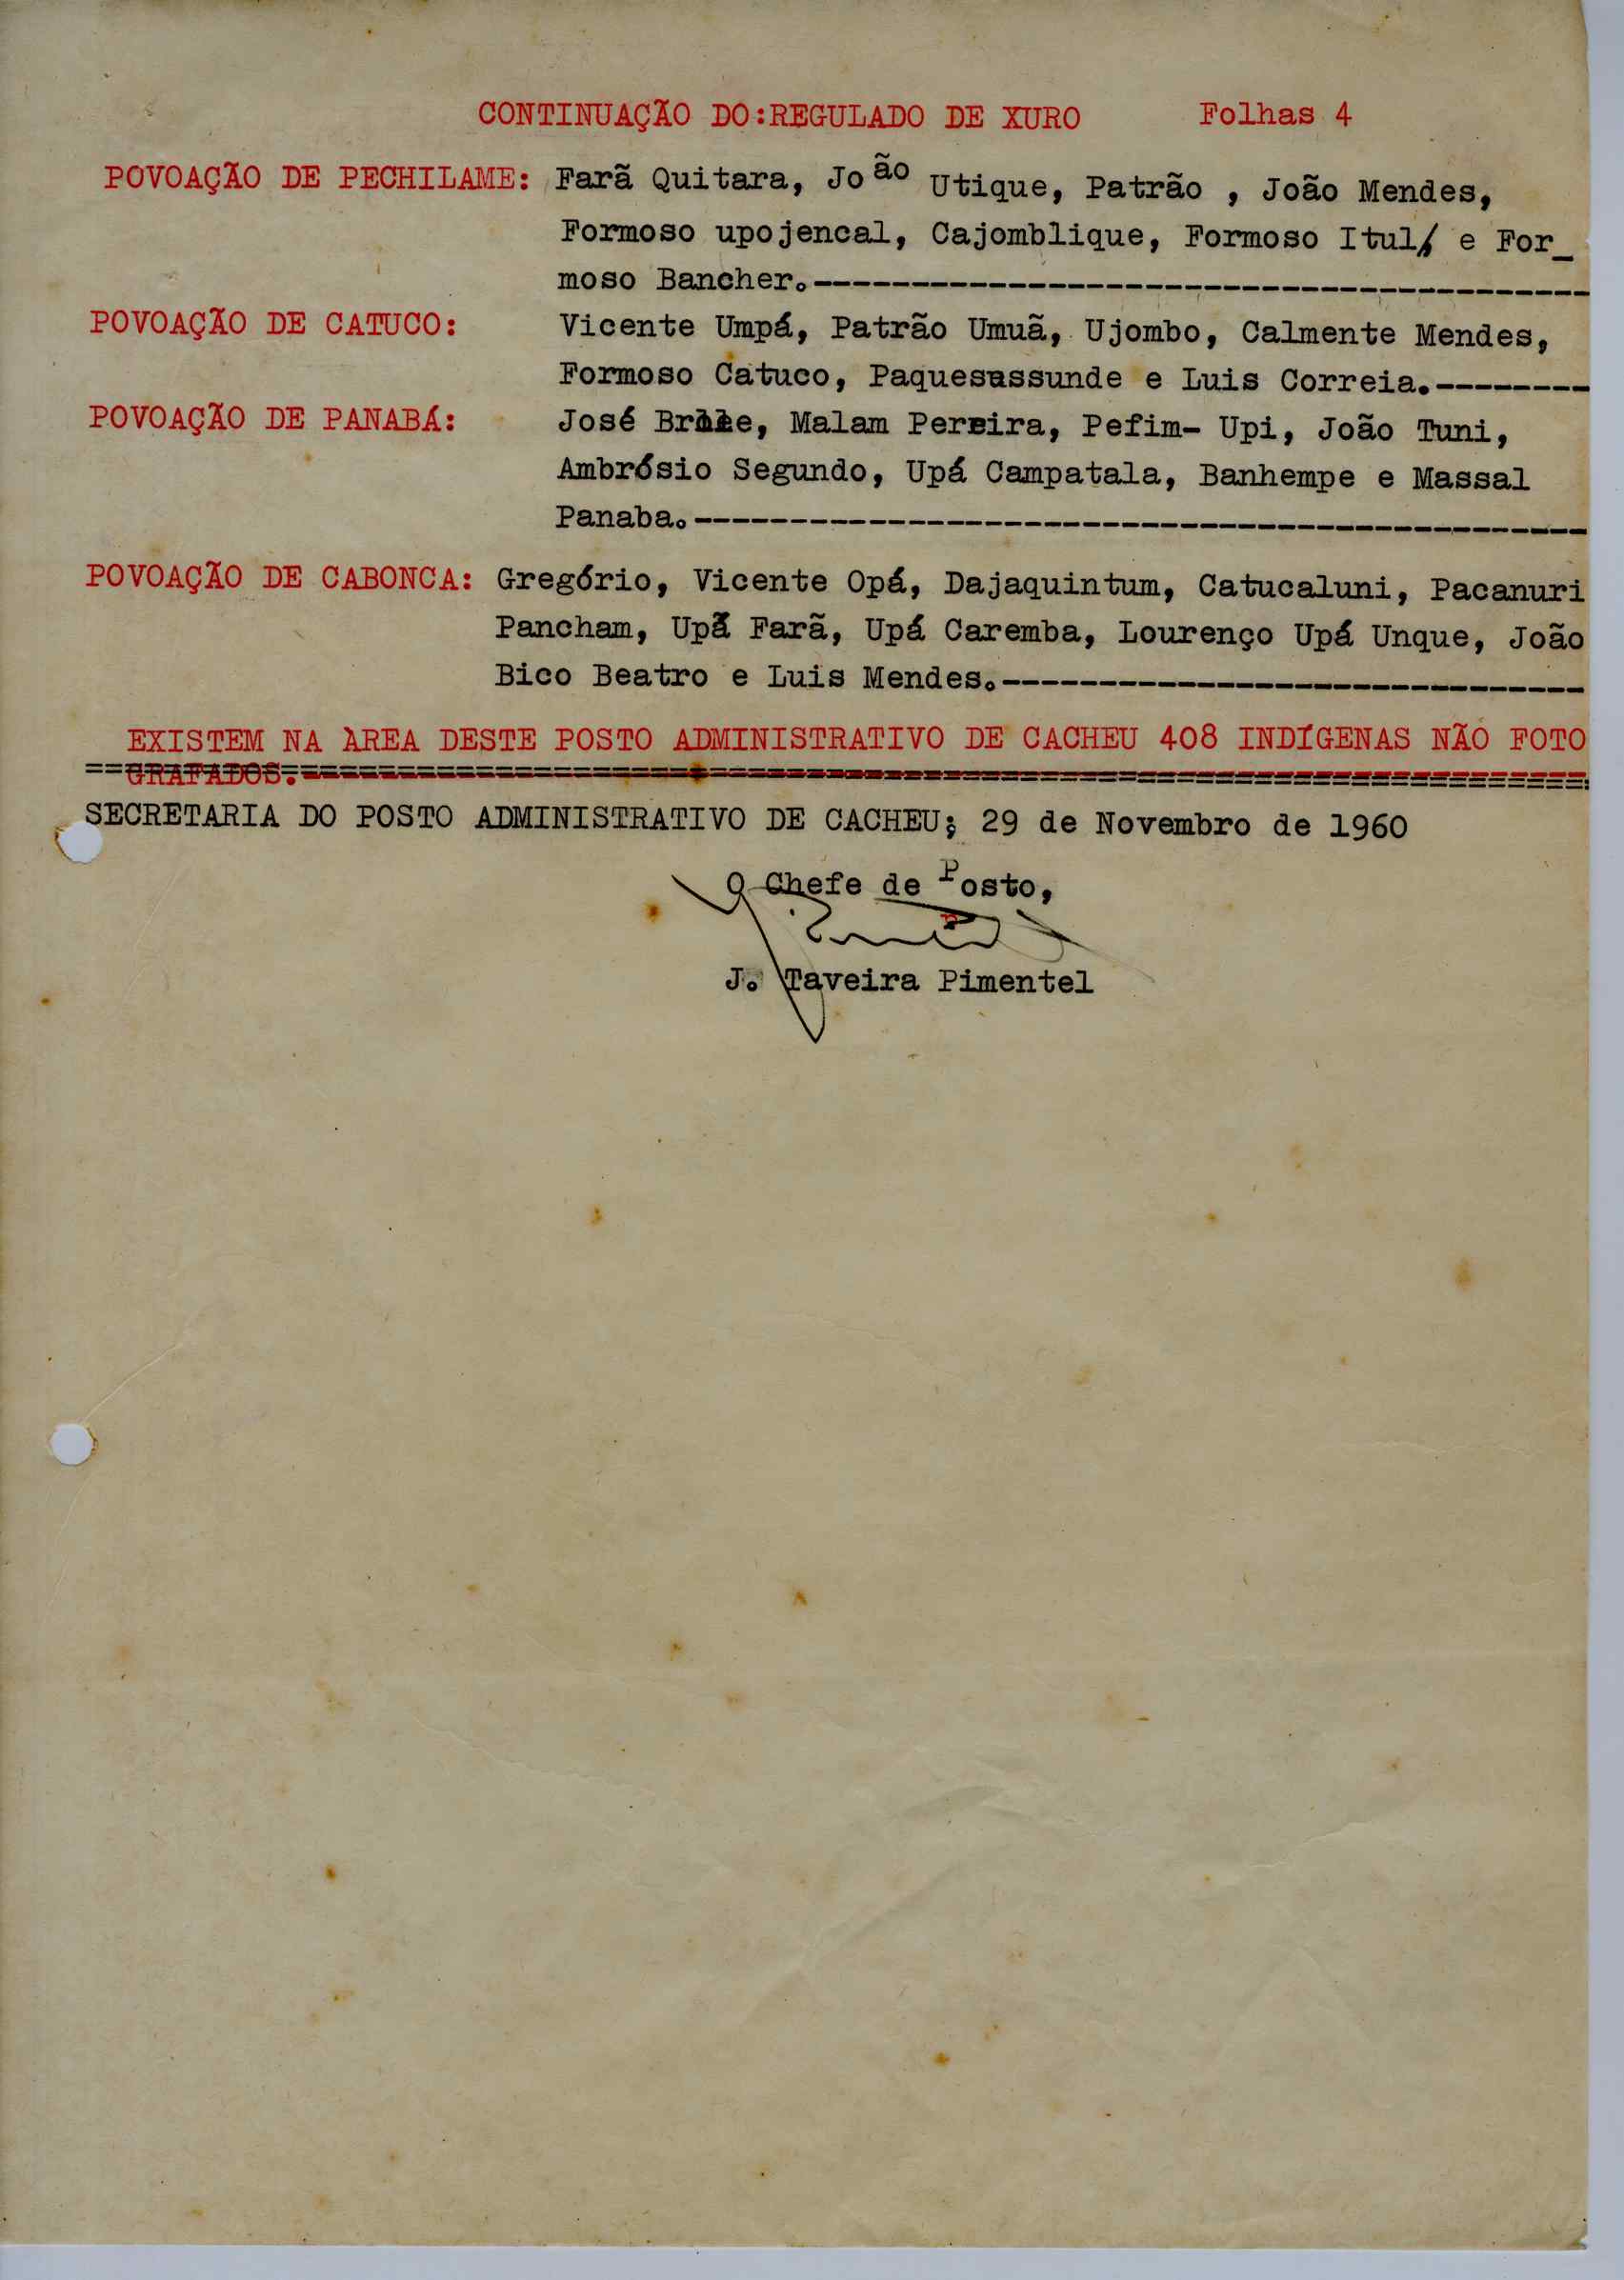 CONTINUAÇÃO DO:REGULADO DE XURO Folhas 4
POVOAÇÃO DE PECHILAME: Farã Quitara, João Utique, Patrão , João Mendes,
Formoso upojencal, Cajomblique, Formoso Itul, e For_
moso Bancher.---------------------------------------
POVOAÇÃO DE CATUCO: Vicente Umpá, Patrão Umuã, Ujombo, Calmente Mendes,
Formoso Catuco, Paquesassunde e Luis Correia.--------
POVOAÇÃO DE PANABÁ: José Malam Pereira, Pefim- Upi, João Tuni,
Ambrósio Segundo, Upá Campatala, Banhempe e Massal
Panaba.----------------------------------------------
POVOAÇÃO DE CABONCA: Gregório, Vicente Opá, Dajaquintum, Catucaluni, Pacanuri
Pancham, Upá Farã, Upá Caremba, Lourenço Upá Unque, João
Bico Beatro e Luis Mendes.------------------------------
EXISTEM NA ÀREA DESTE POSTO ADMINISTRATIVO DE CACHEU 408 INDÍGENAS NÃO FOTO
==GRAFADOS.==================================================================
SECRETARIA DO POSTO ADMINISTRATIVO DE CACHEU; 29 de Novembro de 1960
O Chefe de Posto,
J. Taveira Pimentel